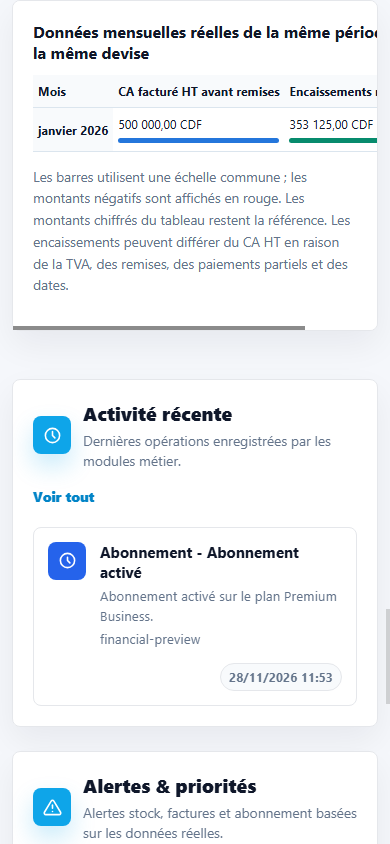 Données mensuelles réelles de la même
la même devise
Mois CA facturé HT avant remises Encaissements
janvier 2026 500 000,00 CDF 353 125,00 CDF
Les barres utilisent une échelle commune ; les
montants négatifs sont affichés en rouge. Les
montants chiffrés du tableau restent la référence. Les
encaissements peuvent différer du CA HT en raison
de la TVA, des remises, des paiements partiels et des
dates.
Activité récente
Dernières opérations enregistrées par les
modules métier.
Voir tout
Abonnement - Abonnement
activé
Abonnement activé sur le plan Premium
Business.
financial-preview
28/11/2026 11:53
Alertes & priorités
Alertes stock, factures et abonnement basées
sur les données réelles.